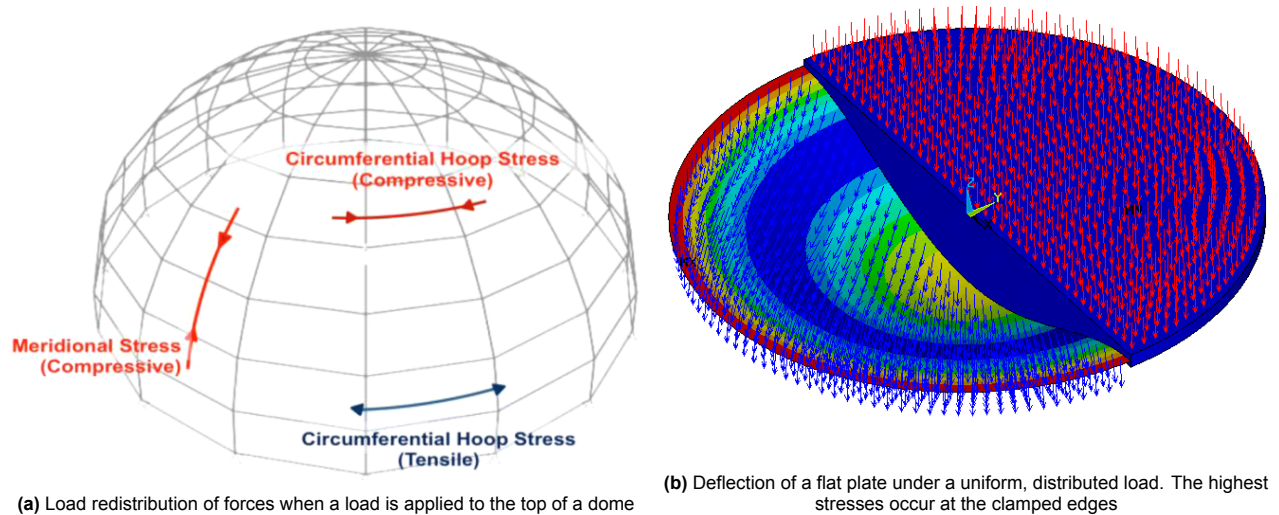 Circumferential Hoop Stress
(Compressive)
Meridional Stress
(Compressive)
Circumferential Hoop Stress
(Tensile)
(a) Load redistribution of forces when a load is applied to the top of a dome
Z
Y
X
MN
(b) Deflection of a flat plate under a uniform, distributed load. The highest
stresses occur at the clamped edges